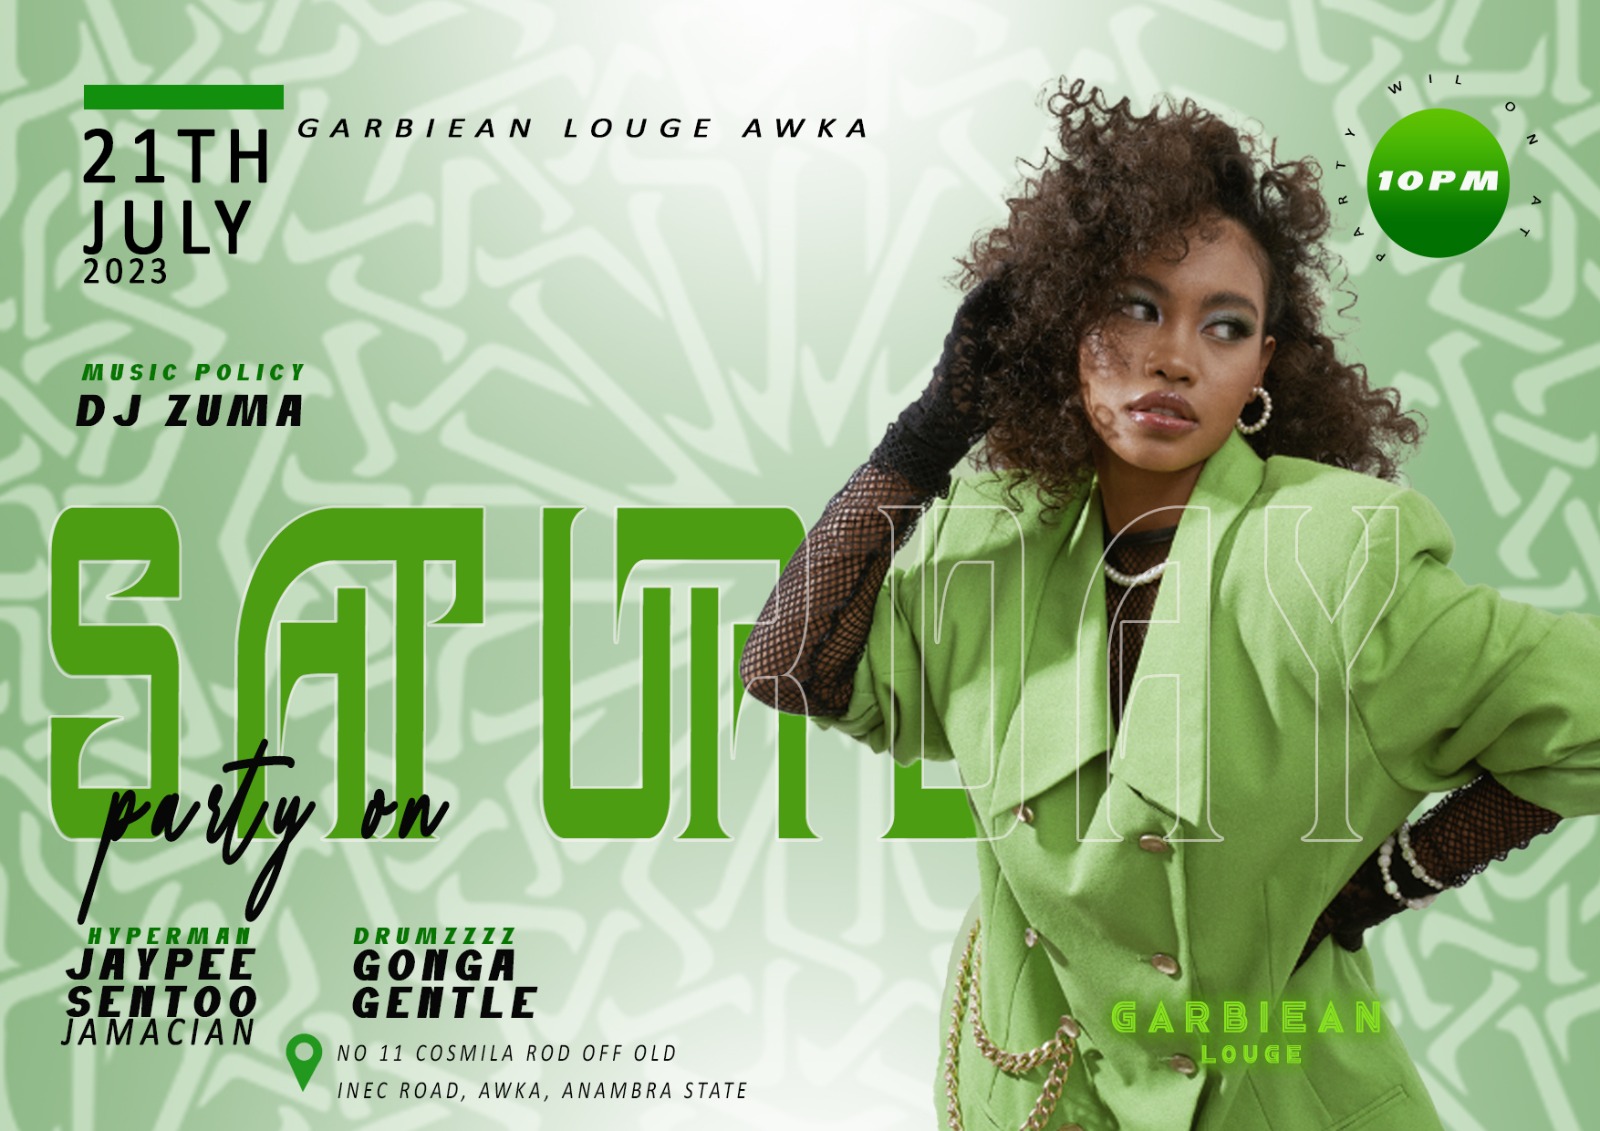 21TH
JULY
2023
GARBIEAN LOUGE AWKA
PARTY WIL ON AT
10PM
MUSIC POLICY
DJ ZUMA
SATURDAY
party on
HYPERMAN
JAYPEE
SENTOO
JAMACIAN
DRUMZZZZ
GONGA
GENTLE
NO 11 COSMILA ROD OFF OLD
INEC ROAD, AWKA, ANAMBRA STATE
GARBIEAN
LOUGE